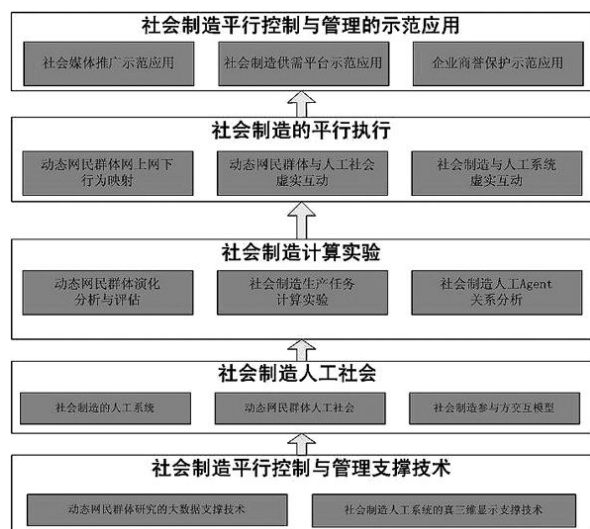 社会制造平行控制与管理的示范应用
社会媒体推广示范应用
社会制造供需平台示范应用
企业商誉保护示范应用
社会制造的平行执行
动态网民群体网上网下
行为映射
动态网民群体与人工社会
虚实互动
社会制造与人工系统
虚实互动
社会制造计算实验
动态网民群体演化
分析与评估
社会制造生产任务
计算实验
社会制造人工Agent
关系分析
社会制造人工社会
社会制造的人工系统
动态网民群体人工社会
社会制造参与方交互模型
社会制造平行控制与管理支撑技术
动态网民群体研究的大数据支撑技术
社会制造人工系统的真三维显示支撑技术